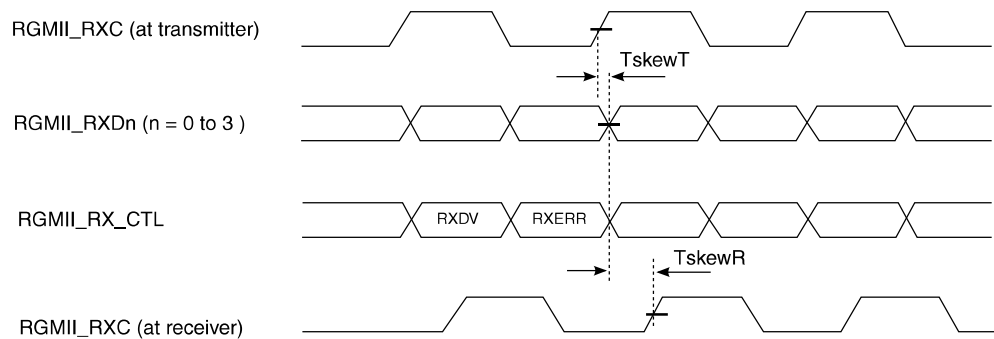 RGMII_RXC (at transmitter)
TskewT
RGMII_RXDn (n = 0 to 3 )
RGMII_RX_CTL
RXDV
RXERR
TskewR
RGMII_RXC (at receiver)